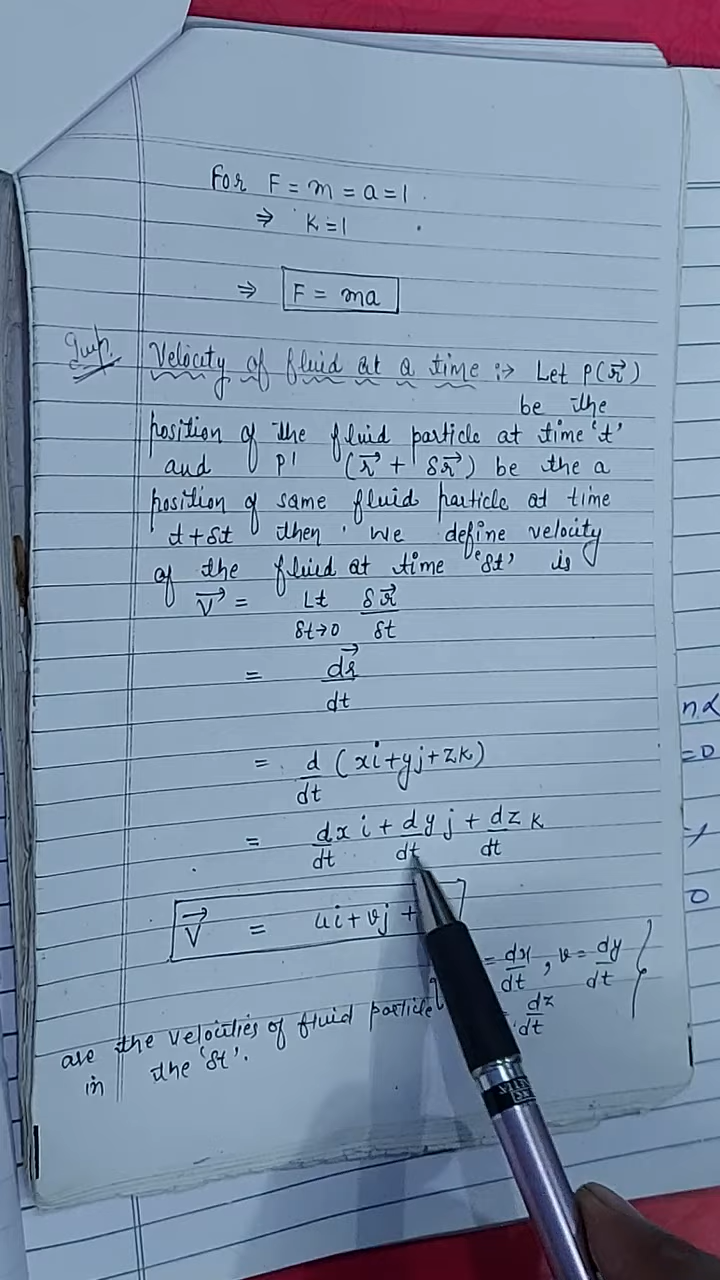 For F = m = a = 1.
⇒ K = 1
⇒ F = ma
Imp. Velocity of fluid at a time :→ Let P(r⃗)
be the
position of the fluid particle at time 't'
and P' (r⃗ + δr⃗) be the a
position of same fluid particle at time
t+δt then we define velocity
of the fluid at time 'δt' is
V⃗ = Lt δr⃗
δt→0 δt
= dr⃗
dt
= d (xi+yj+zk)
dt
= dx i + dy j + dz k
dt dt dt
V⃗ = ui + vj +
= dx/dt , v = dy/dt
dz/dt
are the velocities of fluid particle
in the 'δt'.
nα
=0
0